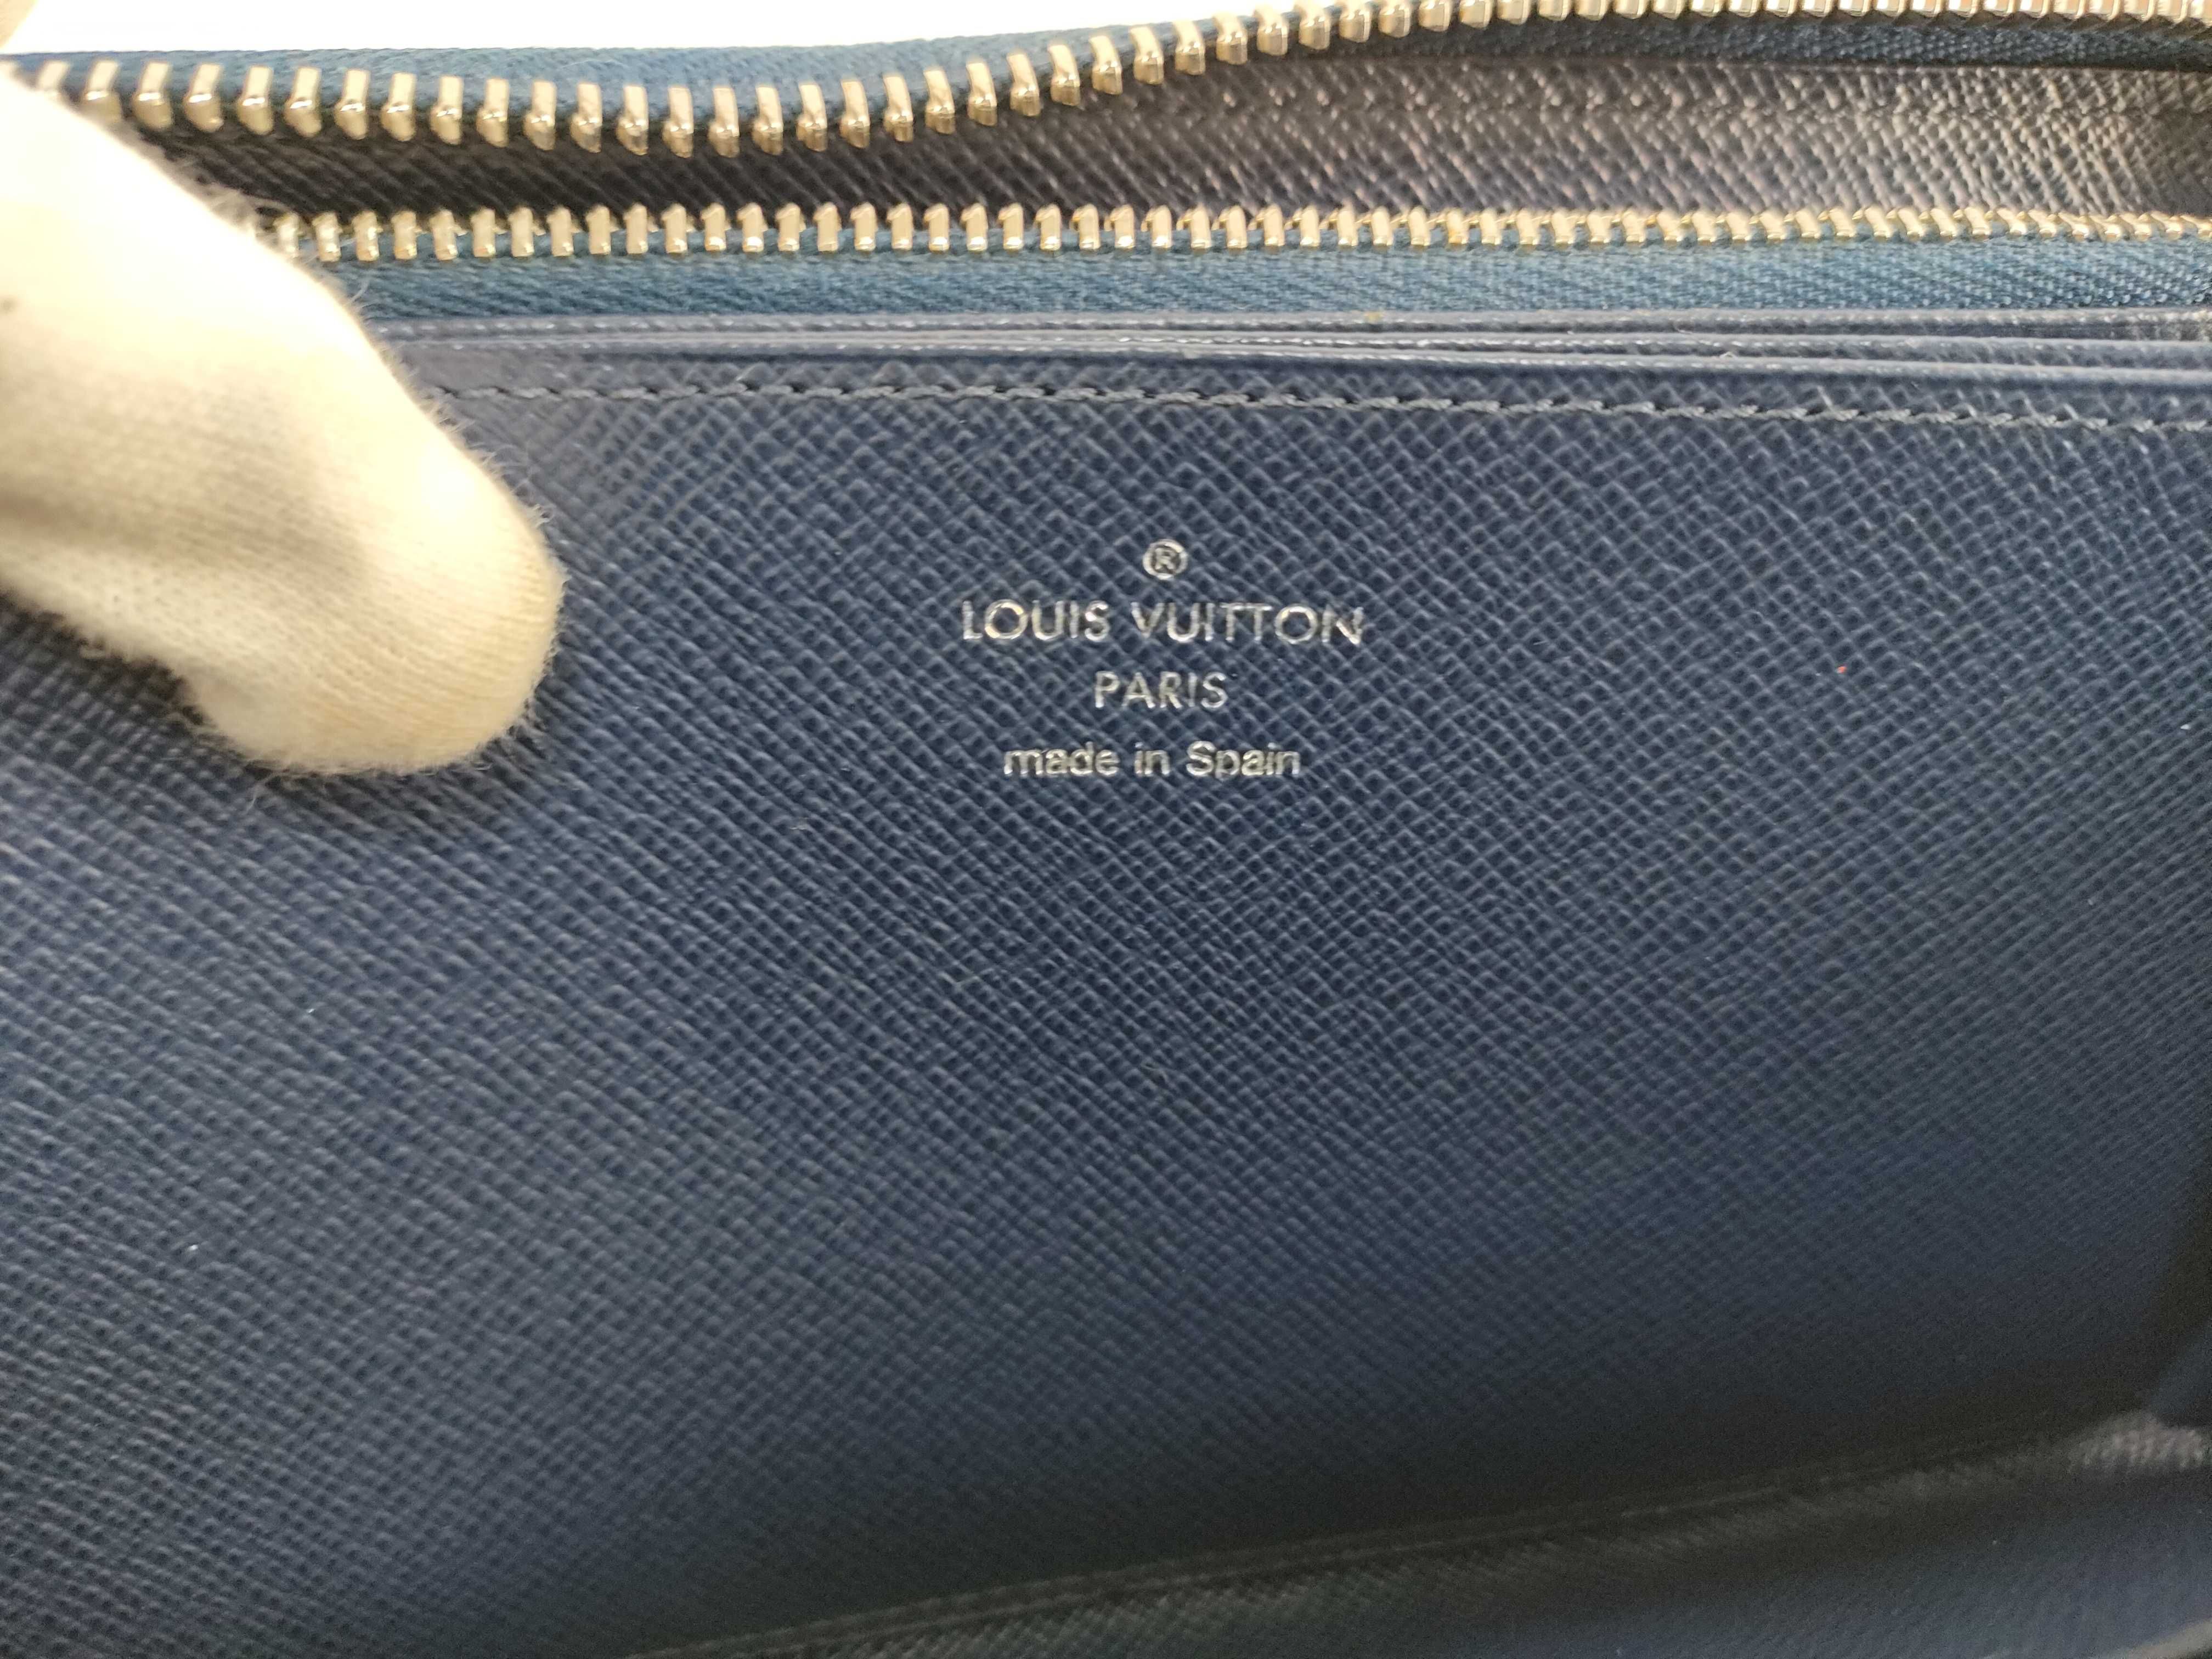 ®
LOUIS VUITTON
PARIS
made in Spain